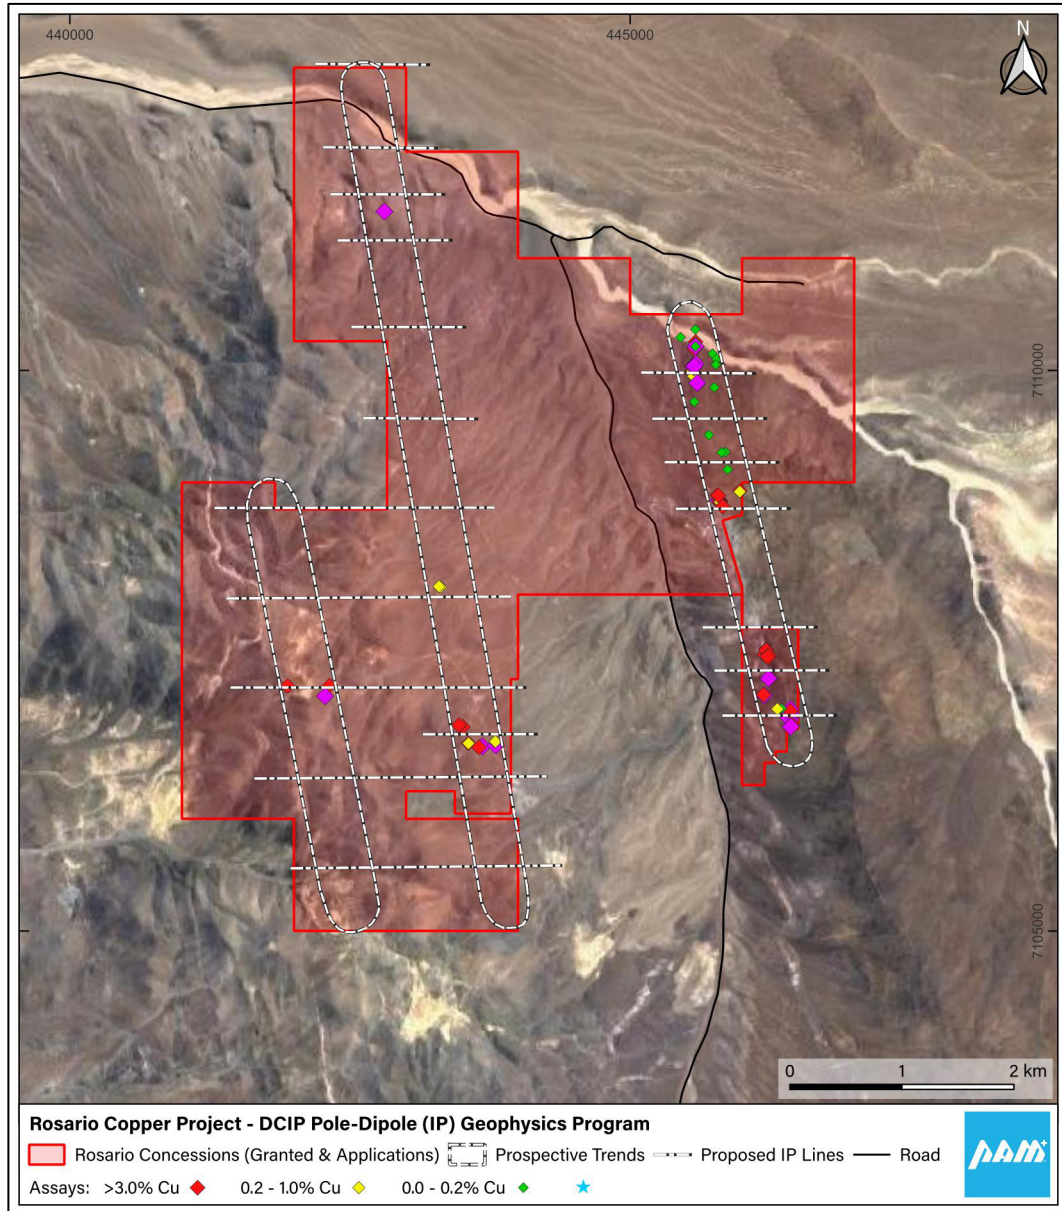 440000
445000
N
7110000
7105000
0 1 2 km
Rosario Copper Project - DCIP Pole-Dipole (IP) Geophysics Program
Rosario Concessions (Granted & Applications) Prospective Trends Proposed IP Lines Road
Assays: >3.0% Cu 0.2 - 1.0% Cu 0.0 - 0.2% Cu
PAM+